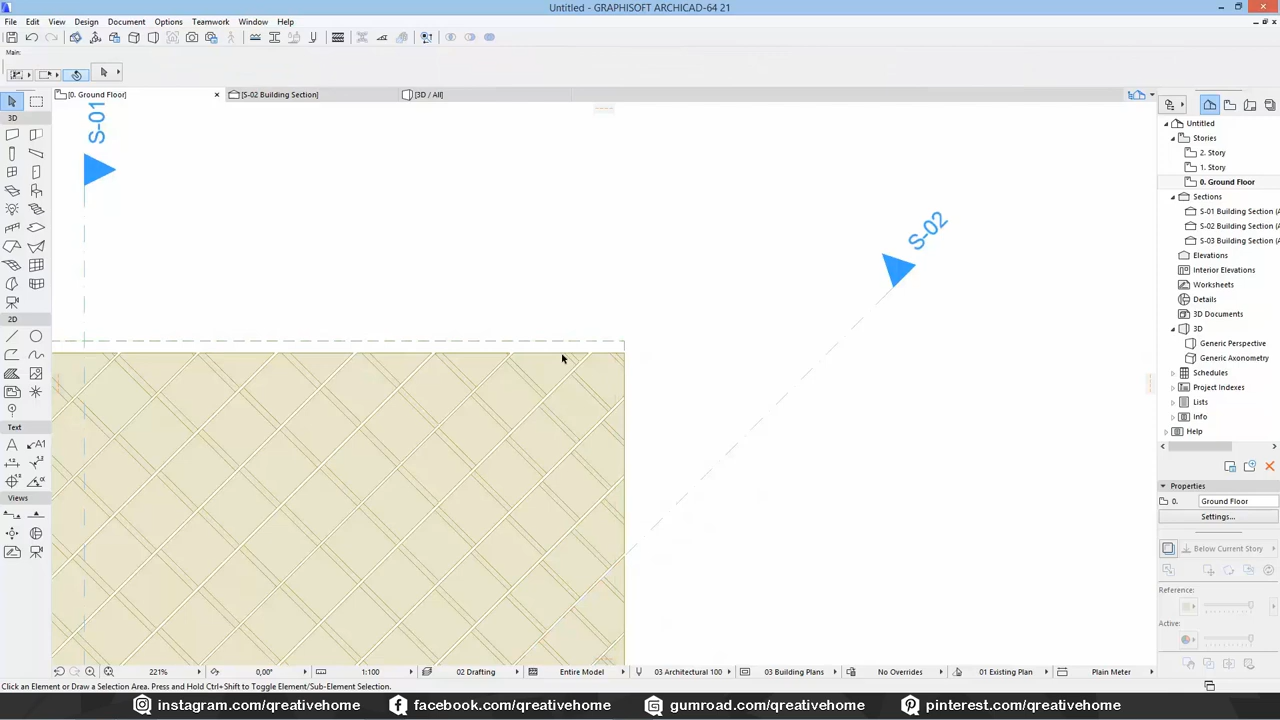 Untitled - GRAPHISOFT ARCHICAD-64 21
File Edit View Design Document Options Teamwork Window Help
Main:
[0. Ground Floor]
[S-02 Building Section]
[3D / All]
3D
2D
Text
A1
Views
S-01
S-02
Untitled
Stories
2. Story
1. Story
0. Ground Floor
Sections
S-01 Building Section (A
S-02 Building Section (A
S-03 Building Section (A
Elevations
Interior Elevations
Worksheets
Details
3D Documents
3D
Generic Perspective
Generic Axonometry
Schedules
Project Indexes
Lists
Info
Help
Properties
0. Ground Floor
Settings...
Below Current Story
Reference:
Active:
221% 0,00° 1:100 02 Drafting Entire Model 03 Architectural 100 03 Building Plans No Overrides 01 Existing Plan Plain Meter
Click an Element or Draw a Selection Area. Press and Hold Ctrl+Shift to Toggle Element/Sub-Element Selection.
instagram.com/qreativehome. facebook.com/qreativehome gumroad.com/qreativehome pinterest.com/qreativehome